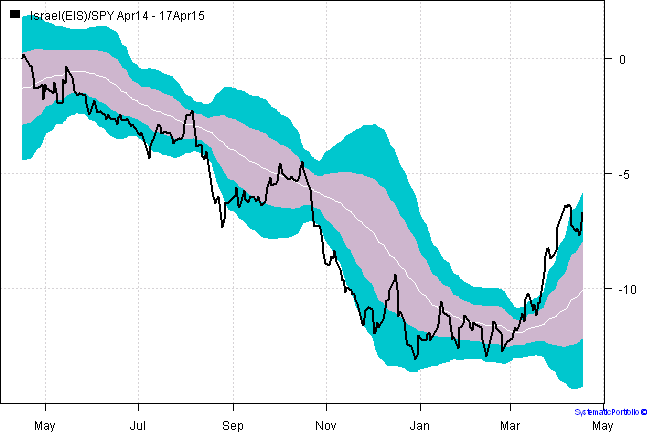 Israel(EIS)/SPY Apr14 - 17Apr15
0
-5
-10
SystematicPortfolio ©
May
Jul
Sep
Nov
Jan
Mar
May